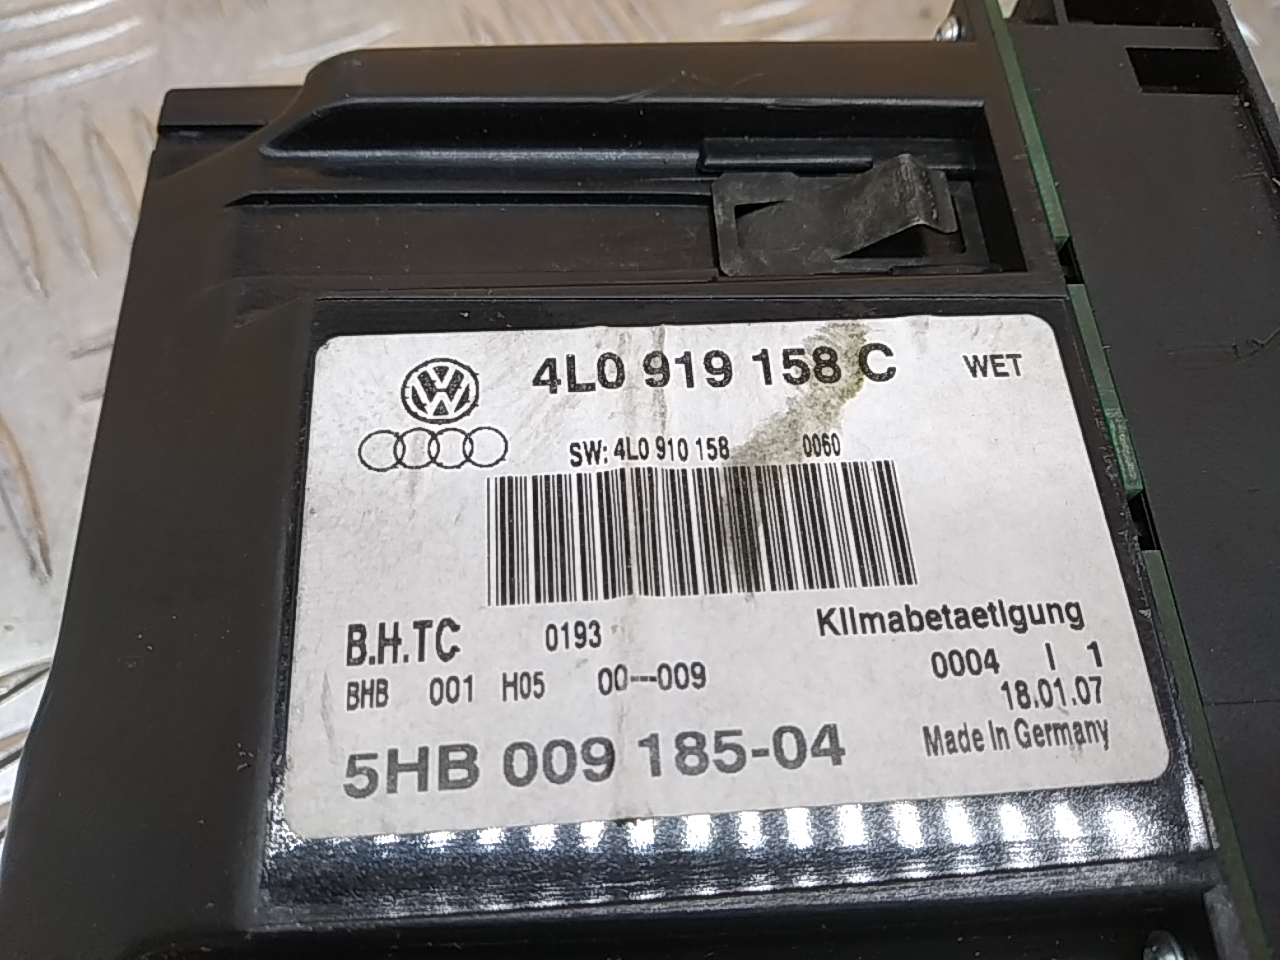 4L0 919 158 C WET
SW: 4L0 910 158 0060
B.H.TC 0193 Klimabetaetigung
BHB 001 H05 00---009 0004 I 1
18.01.07
5HB 009 185-04 Made In Germany